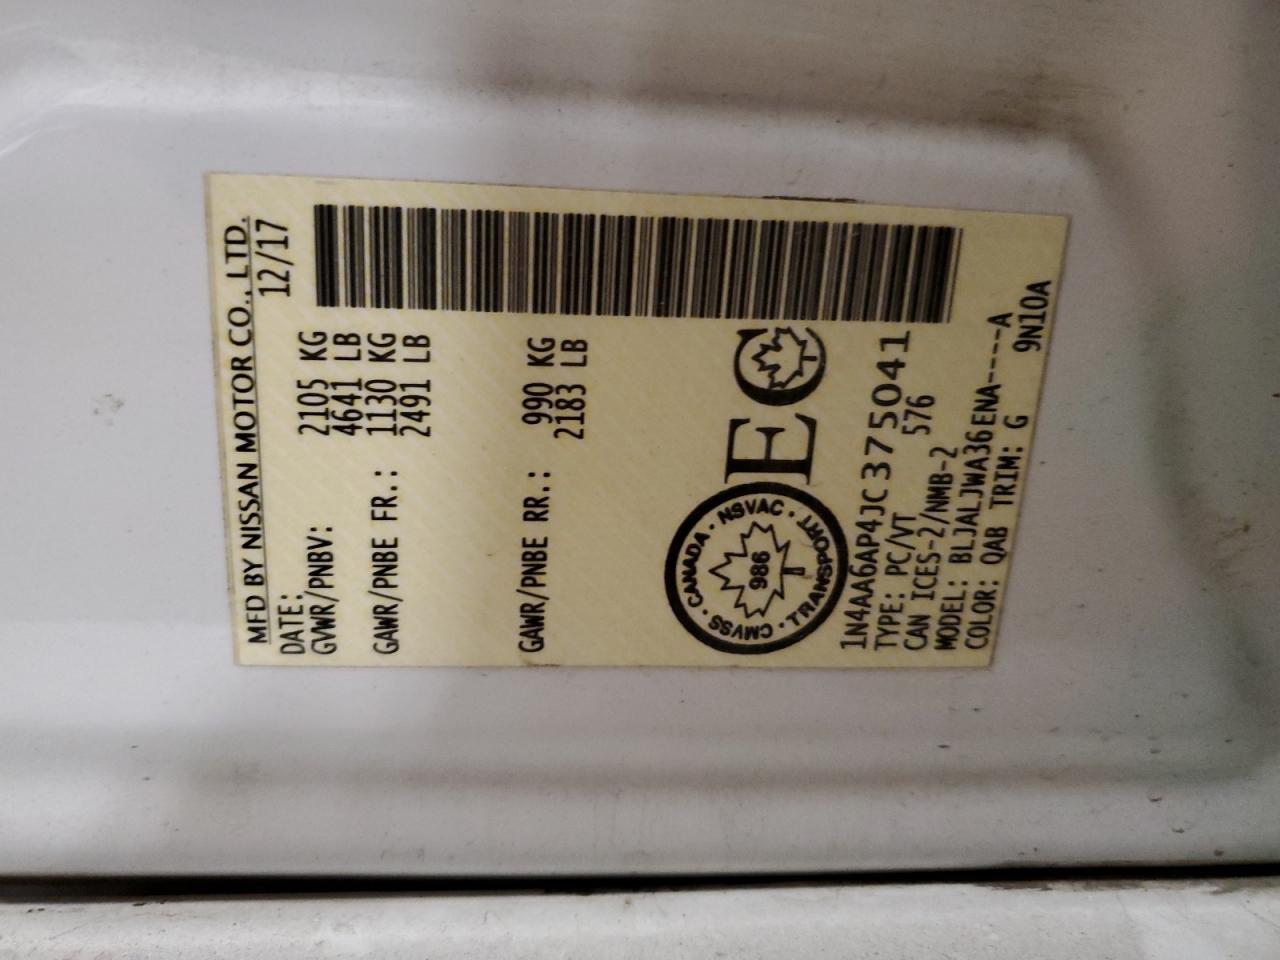 MFD BY NISSAN MOTOR CO., LTD.
DATE: 12/17
GVWR/PNBV: 2105 KG
4641 LB
GAWR/PNBE FR.: 1130 KG
2491 LB
GAWR/PNBE RR.: 990 KG
2183 LB
CANADA · NSVAC · TRANSPORT · CMVSS ·
986
EC
1N4AA6AP4JC375041
TYPE: PC/VT 576
CAN ICES-2/NMB-2
MODEL: BLJALJWA36ENA----A
COLOR: QAB TRIM: G 9N10A